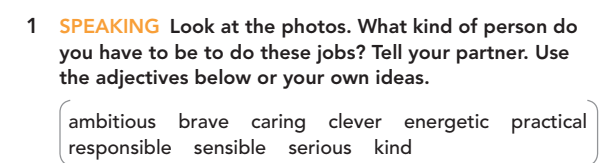 1 SPEAKING Look at the photos. What kind of person do
you have to be to do these jobs? Tell your partner. Use
the adjectives below or your own ideas.
ambitious brave caring clever energetic practical
responsible sensible serious kind